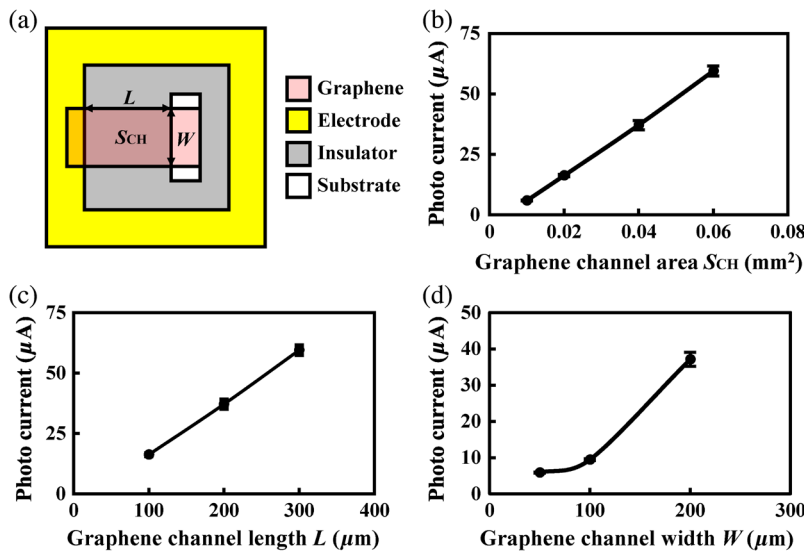 (a)
L
SCH
W
Graphene
Electrode
Insulator
Substrate
(b)
Photo current (μA)
75
50
25
0
0
0.02
0.04
0.06
0.08
Graphene channel area SCH (mm²)
(c)
Photo current (μA)
75
50
25
0
0
100
200
300
400
Graphene channel length L (μm)
(d)
Photo current (μA)
50
40
30
20
10
0
0
100
200
300
Graphene channel width W (μm)